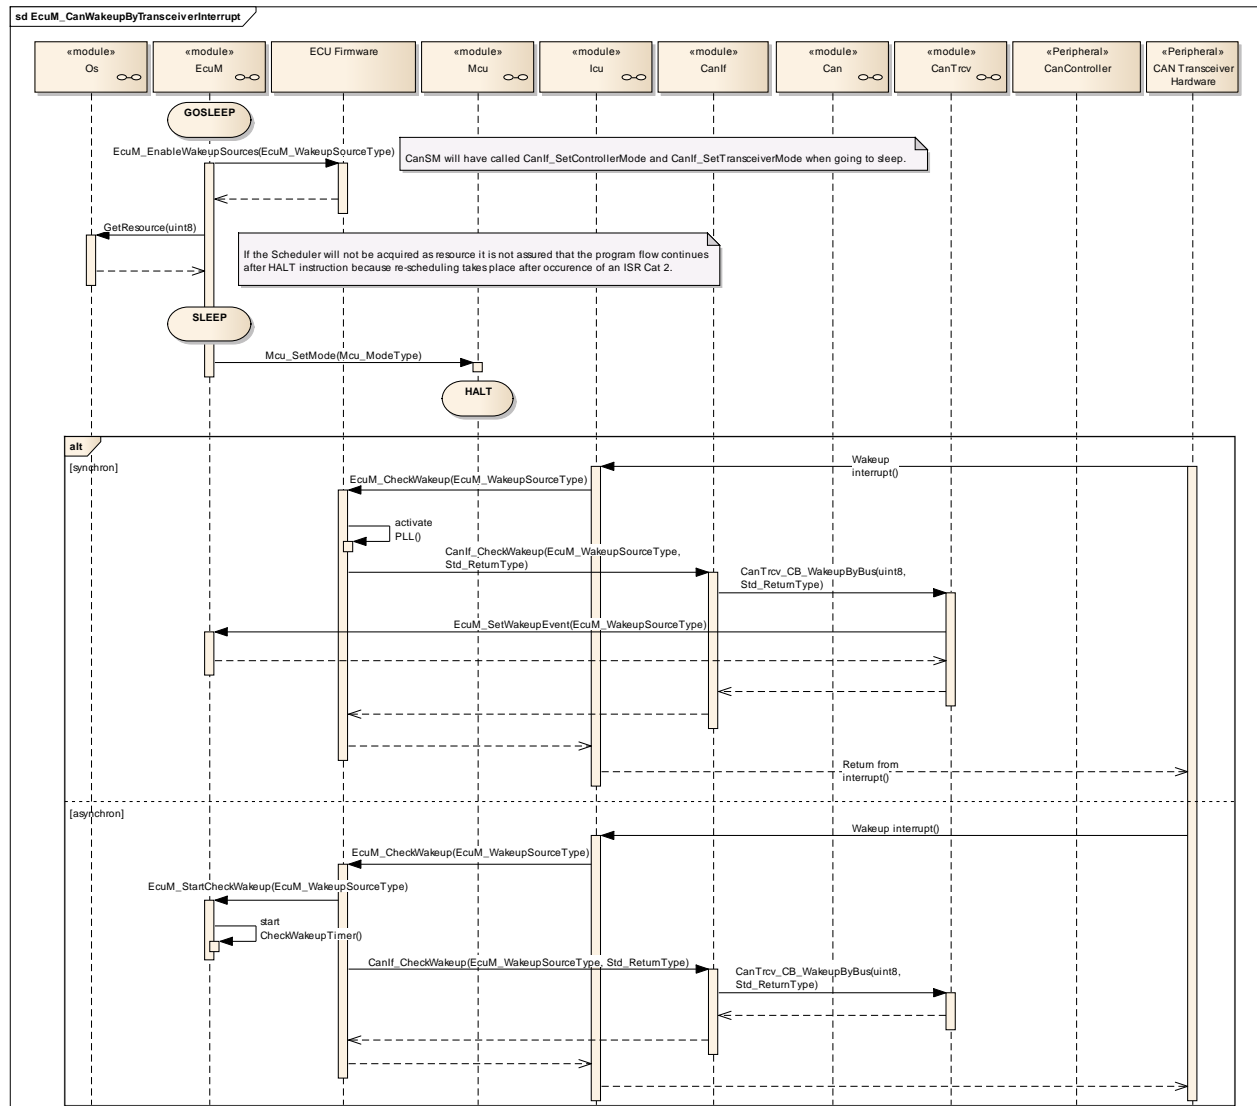 sd EcuM_CanWakeupByTransceiverInterrupt
«module»
Os
«module»
EcuM
ECU Firmware
«module»
Mcu
«module»
Icu
«module»
CanIf
«module»
Can
«module»
CanTrcv
«Peripheral»
CanController
«Peripheral»
CAN Transceiver
Hardware
GOSLEEP
EcuM_EnableWakeupSources(EcuM_WakeupSourceType)
CanSM will have called CanIf_SetControllerMode and CanIf_SetTransceiverMode when going to sleep.
GetResource(uint8)
If the Scheduler will not be acquired as resource it is not assured that the program flow continues
after HALT instruction because re-scheduling takes place after occurence of an ISR Cat 2.
SLEEP
Mcu_SetMode(Mcu_ModeType)
HALT
alt
[synchron]
Wakeup
interrupt()
EcuM_CheckWakeup(EcuM_WakeupSourceType)
activate
PLL()
CanIf_CheckWakeup(EcuM_WakeupSourceType,
Std_ReturnType)
CanTrcv_CB_WakeupByBus(uint8,
Std_ReturnType)
EcuM_SetWakeupEvent(EcuM_WakeupSourceType)
Return from
interrupt()
[asynchron]
Wakeup interrupt()
EcuM_CheckWakeup(EcuM_WakeupSourceType)
EcuM_StartCheckWakeup(EcuM_WakeupSourceType)
start
CheckWakeupTimer()
CanIf_CheckWakeup(EcuM_WakeupSourceType, Std_ReturnType)
CanTrcv_CB_WakeupByBus(uint8,
Std_ReturnType)